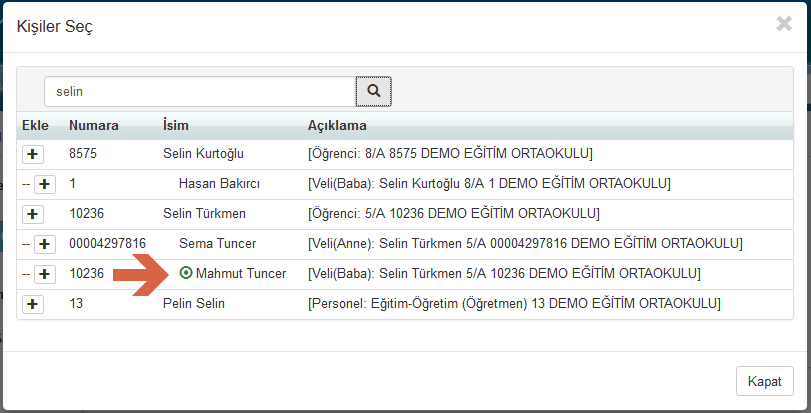 Kişiler Seç
selin
Ekle Numara İsim Açıklama
8575 Selin Kurtoğlu [Öğrenci: 8/A 8575 DEMO EĞİTİM ORTAOKULU]
-- 1 Hasan Bakırcı [Veli(Baba): Selin Kurtoğlu 8/A 1 DEMO EĞİTİM ORTAOKULU]
10236 Selin Türkmen [Öğrenci: 5/A 10236 DEMO EĞİTİM ORTAOKULU]
-- 00004297816 Sema Tuncer [Veli(Anne): Selin Türkmen 5/A 00004297816 DEMO EĞİTİM ORTAOKULU]
-- 10236 Mahmut Tuncer [Veli(Baba): Selin Türkmen 5/A 10236 DEMO EĞİTİM ORTAOKULU]
13 Pelin Selin [Personel: Eğitim-Öğretim (Öğretmen) 13 DEMO EĞİTİM ORTAOKULU]
Kapat